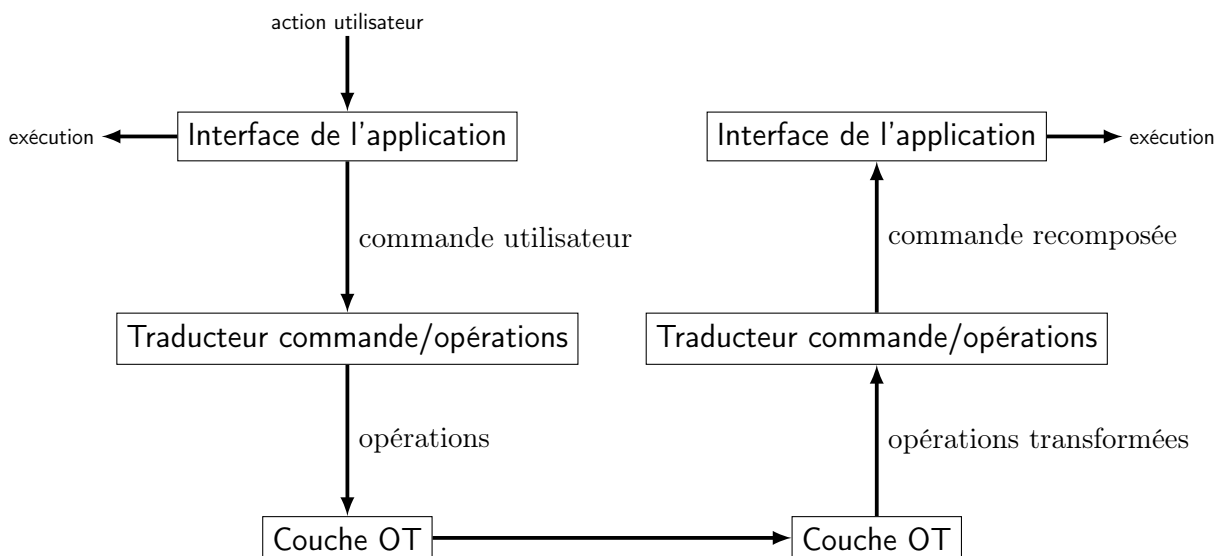 action utilisateur
exécution
Interface de l'application
Interface de l'application
exécution
commande utilisateur
commande recomposée
Traducteur commande/opérations
Traducteur commande/opérations
opérations
opérations transformées
Couche OT
Couche OT